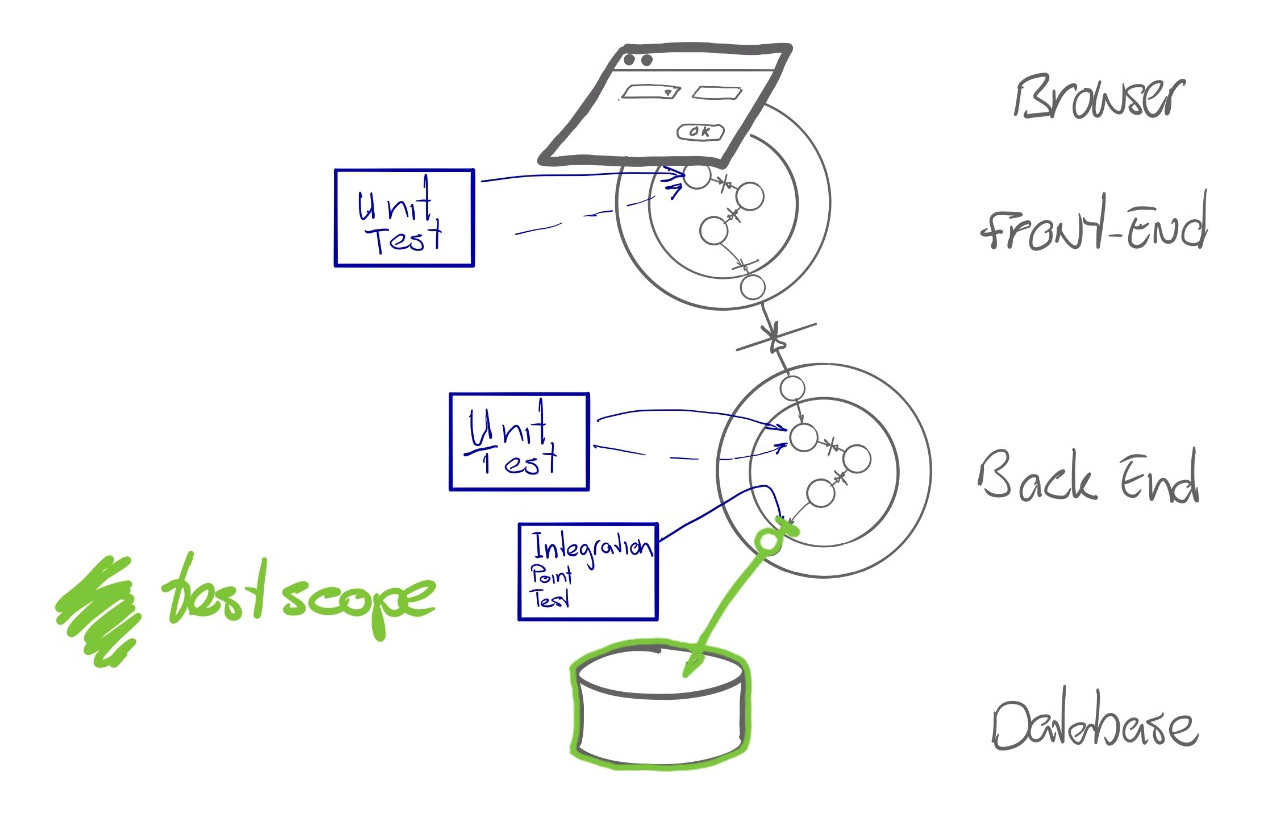 Browser
OK
Front-End
Unit
Test
Back End
Unit
Test
Integration
Point
Test
test scope
Database